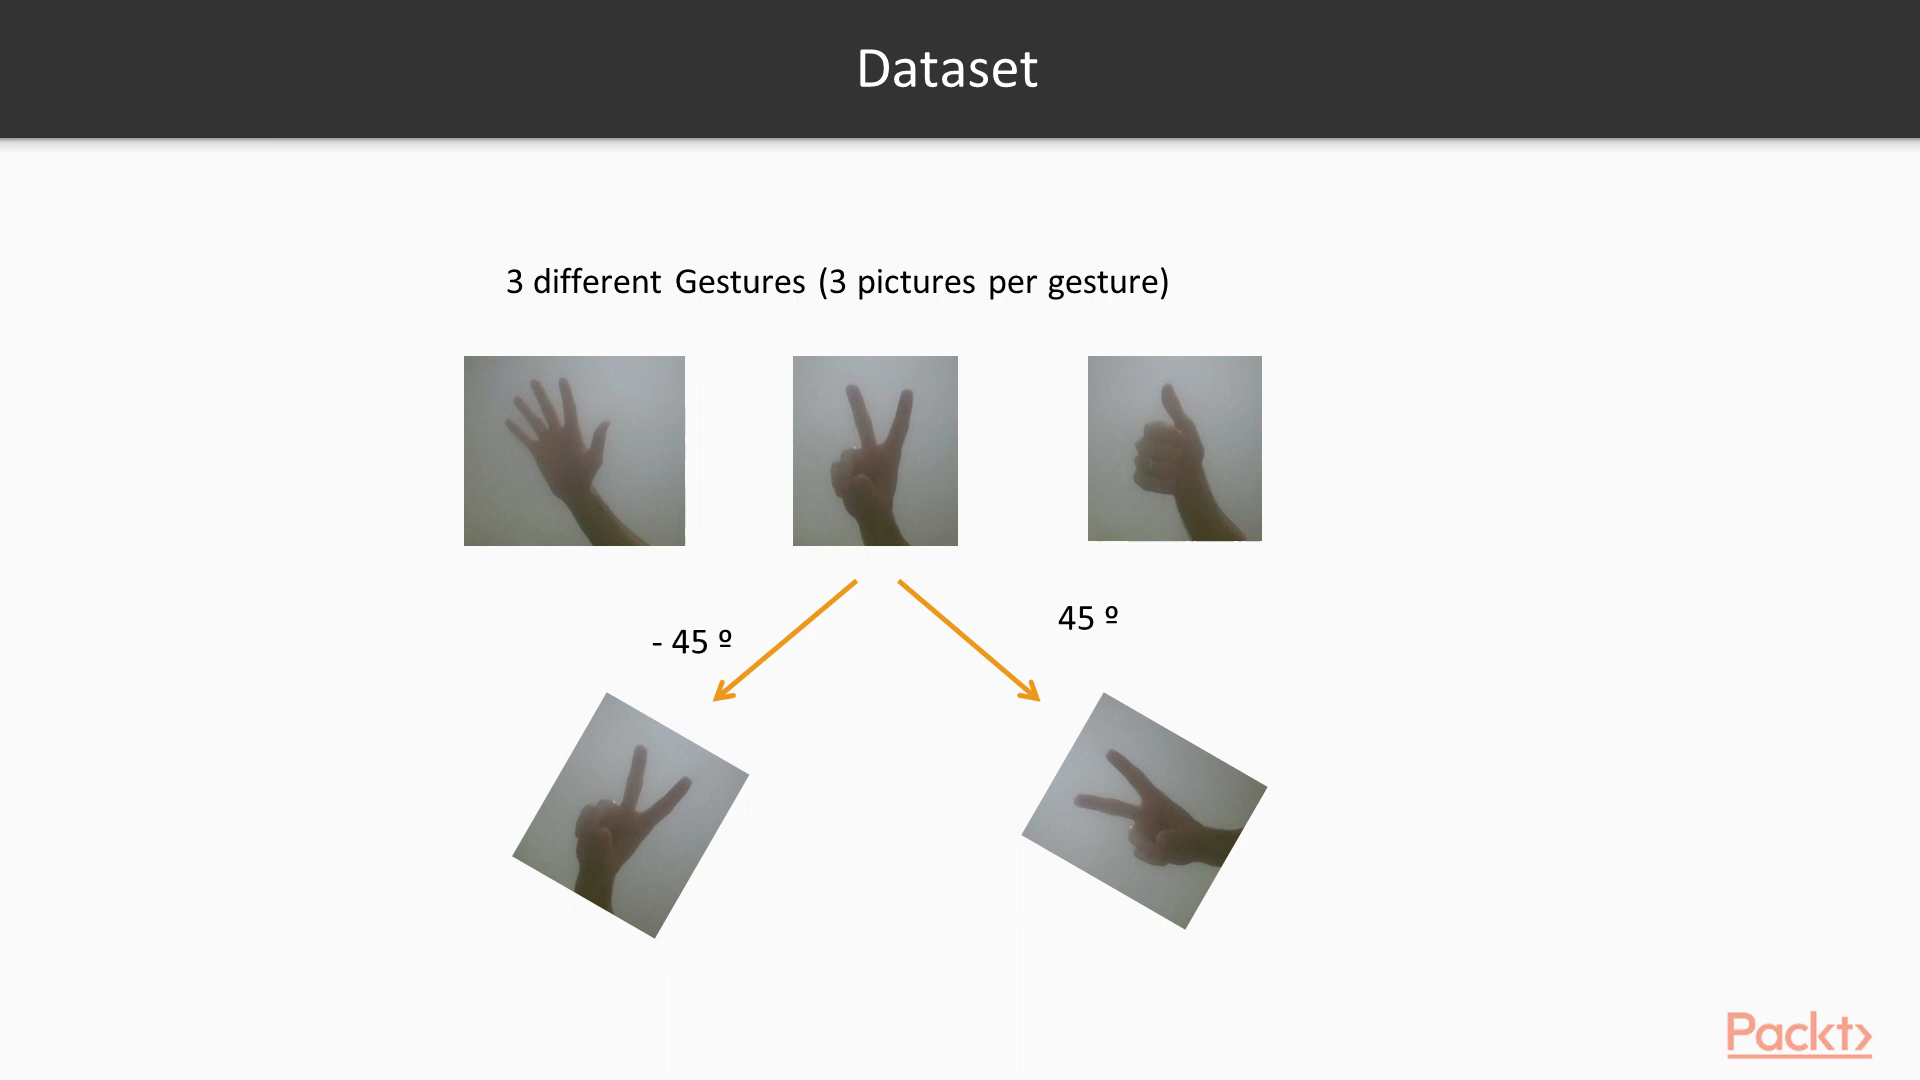 Dataset
3 different Gestures (3 pictures per gesture)
45 º
- 45 º
Packt>